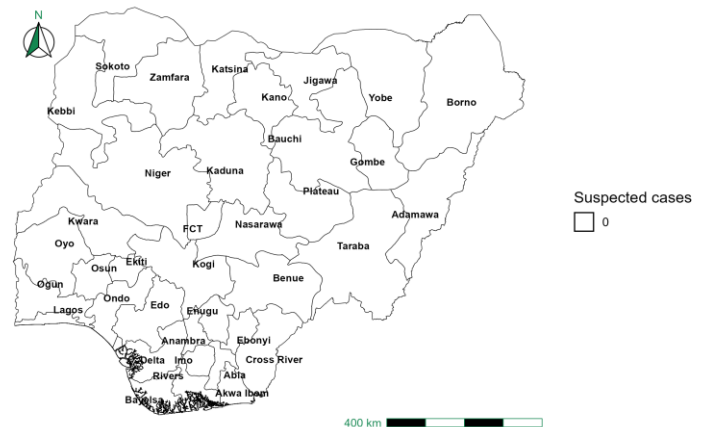 N
Sokoto
Katsina
Zamfara
Jigawa
Kano
Yobe
Borno
Kebbi
Bauchi
Gombe
Kaduna
Niger
Plateau
Adamawa
Kwara
Nasarawa
FCT
Oyo
Taraba
Ekiti
Kogi
Osun
Benue
Ogun
Ondo
Edo
Lagos
Enugu
Anambra
Ebonyi
Delta
Imo
Cross River
Rivers
Abia
Akwa Ibom
Bayelsa
Suspected cases
0
400 km